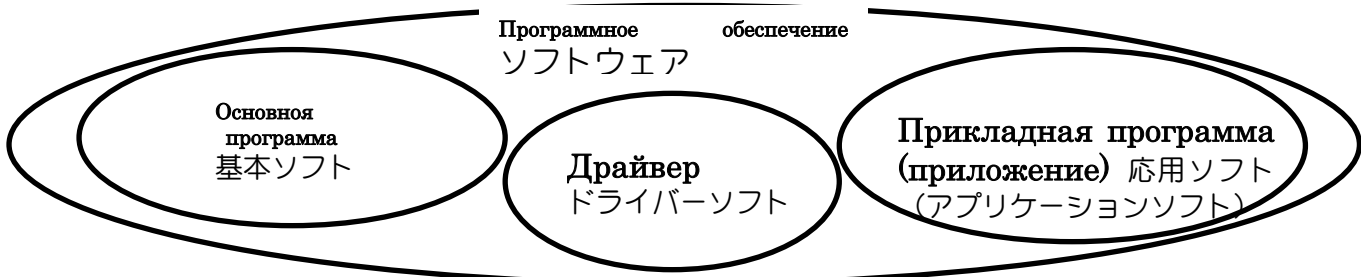 Программное обеспечение
ソフトウェア
Основноя
программа
基本ソフト
Драйвер
ドライバーソフト
Прикладная программа
(приложение) 応用ソフト
（アプリケーションソフト）